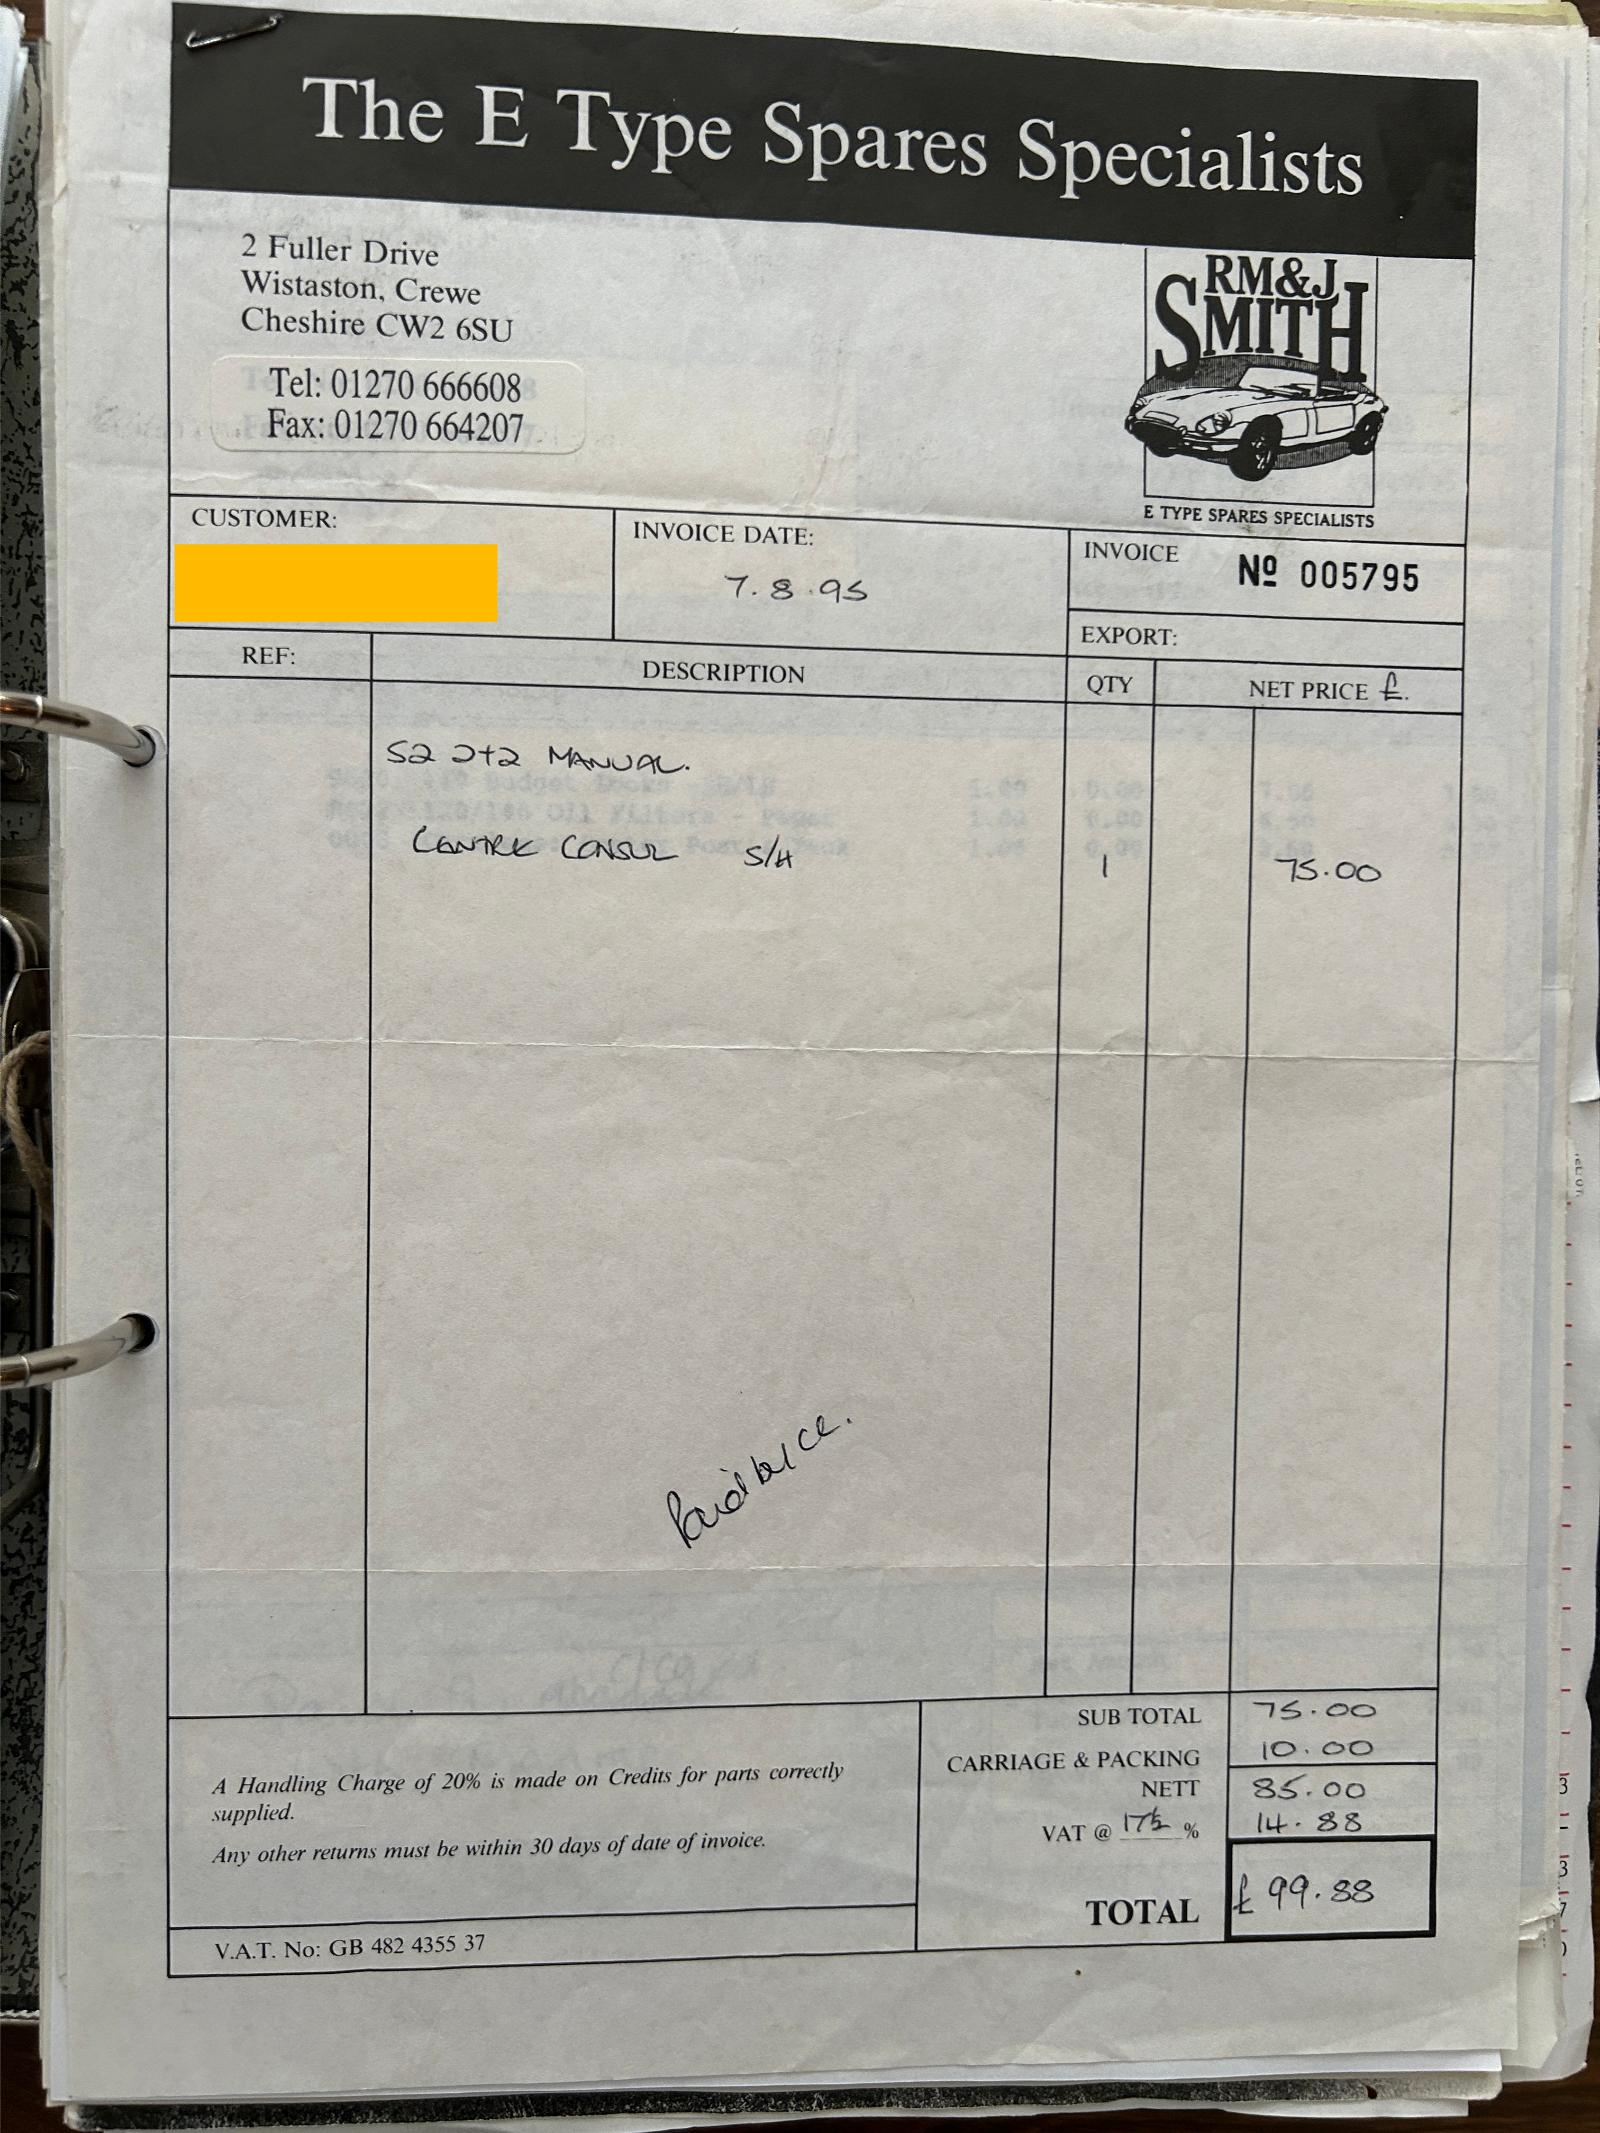 The E Type Spares Specialists
2 Fuller Drive
Wistaston, Crewe
Cheshire CW2 6SU
Tel: 01270 666608
Fax: 01270 664207
RM&J
SMITH
E TYPE SPARES SPECIALISTS
CUSTOMER:
INVOICE DATE:
7.8.95
INVOICE Nº 005795
EXPORT:
REF: DESCRIPTION QTY NET PRICE £.
S2 2+2 MANUAL.
CENTRE CONSUL S/H 1 75.00
Paid by CC.
SUB TOTAL 75.00
CARRIAGE & PACKING 10.00
NETT 85.00
VAT @ 17½ % 14.88
TOTAL £99.88
A Handling Charge of 20% is made on Credits for parts correctly
supplied.
Any other returns must be within 30 days of date of invoice.
V.A.T. No: GB 482 4355 37